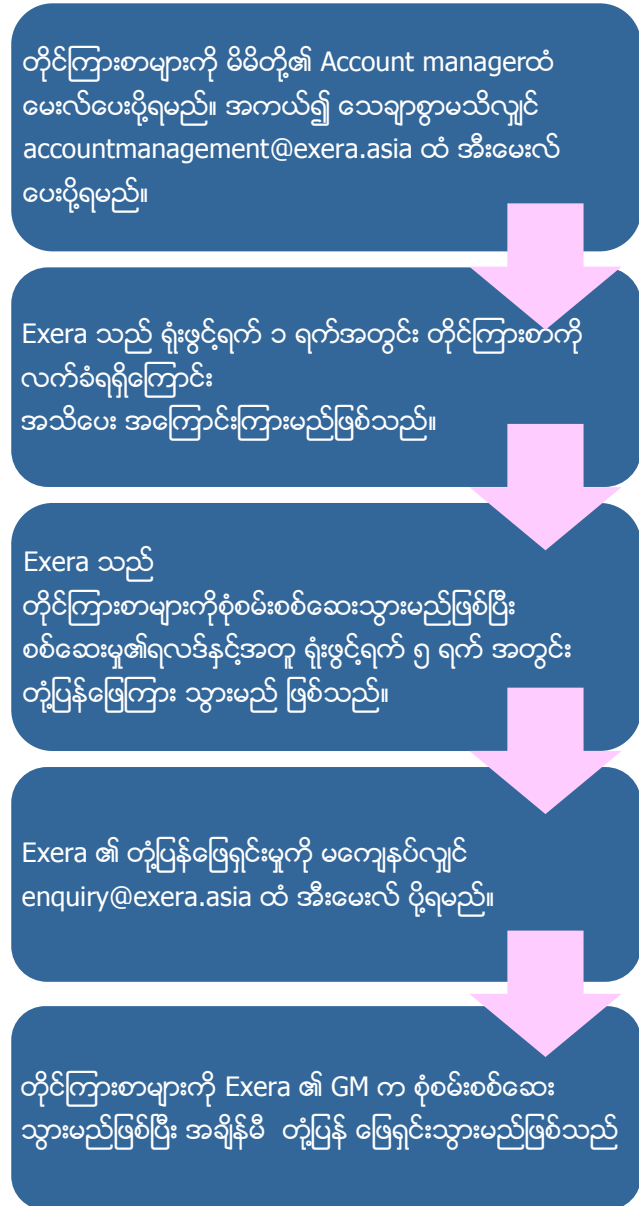 တိုင်ကြားစာများကို မိမိတို့၏ Account managerထံ
မေးလ်ပေးပို့ရမည်။ အကယ်၍ သေချာစွာမသိလျှင်
accountmanagement@exera.asia ထံ အီးမေးလ်
ပေးပို့ရမည်။
Exera သည် ရုံးဖွင့်ရက် ၁ ရက်အတွင်း တိုင်ကြားစာကို
လက်ခံရရှိကြောင်း
အသိပေး အကြောင်းကြားမည်ဖြစ်သည်။
Exera သည်
တိုင်ကြားစာများကိုစုံစမ်းစစ်ဆေးသွားမည်ဖြစ်ပြီး
စစ်ဆေးမှု၏ရလဒ်နှင့်အတူ ရုံးဖွင့်ရက် ၅ ရက် အတွင်း
တုံ့ပြန်ဖြေကြား သွားမည် ဖြစ်သည်။
Exera ၏ တုံ့ပြန်ဖြေရှင်းမှုကို မကျေနပ်လျှင်
enquiry@exera.asia ထံ အီးမေးလ် ပို့ရမည်။
တိုင်ကြားစာများကို Exera ၏ GM က စုံစမ်းစစ်ဆေး
သွားမည်ဖြစ်ပြီး အချိန်မီ တုံ့ပြန် ဖြေရှင်းသွားမည်ဖြစ်သည်